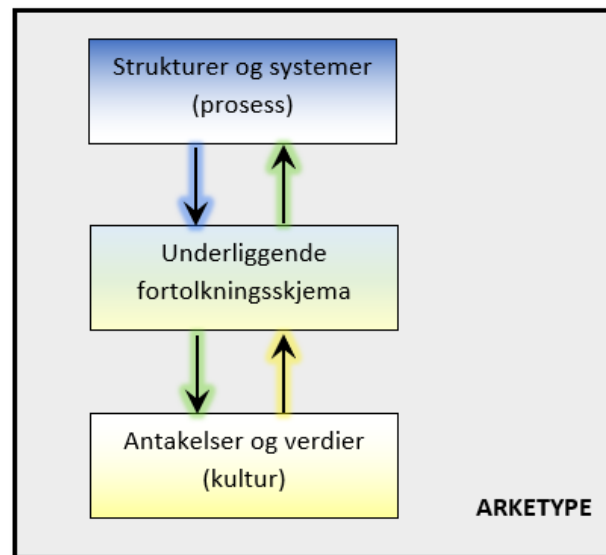 Strukturer og systemer
(prosess)
Underliggende
fortolkningsskjema
Antakelser og verdier
(kultur)
ARKETYPE